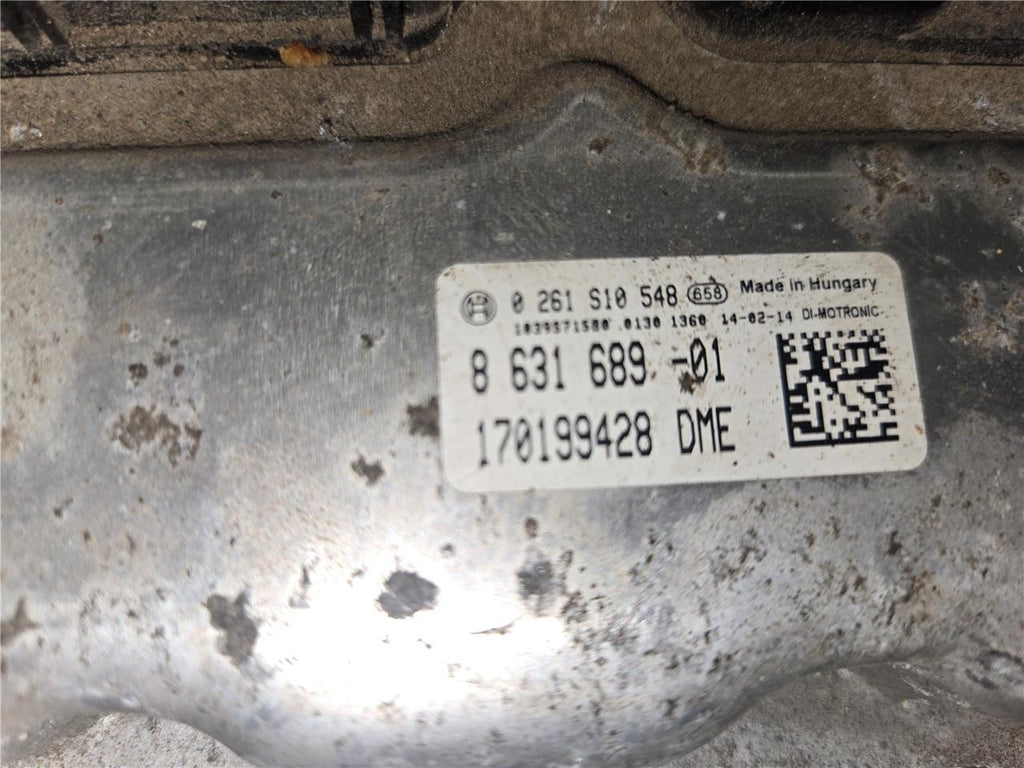 0 261 S10 548 658 Made in Hungary
1039S71580 .0130 1360 14-02-14 DI-MOTRONIC
8 631 689 -01
170199428 DME